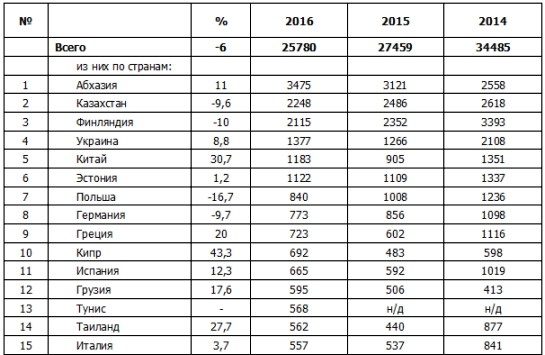 № % 2016 2015 2014
Всего -6 25780 27459 34485
из них по странам:
1 Абхазия 11 3475 3121 2558
2 Казахстан -9,6 2248 2486 2618
3 Финляндия -10 2115 2352 3393
4 Украина 8,8 1377 1266 2108
5 Китай 30,7 1183 905 1351
6 Эстония 1,2 1122 1109 1337
7 Польша -16,7 840 1008 1236
8 Германия -9,7 773 856 1098
9 Греция 20 723 602 1116
10 Кипр 43,3 692 483 598
11 Испания 12,3 665 592 1019
12 Грузия 17,6 595 506 413
13 Тунис - 568 н/д н/д
14 Таиланд 27,7 562 440 877
15 Италия 3,7 557 537 841